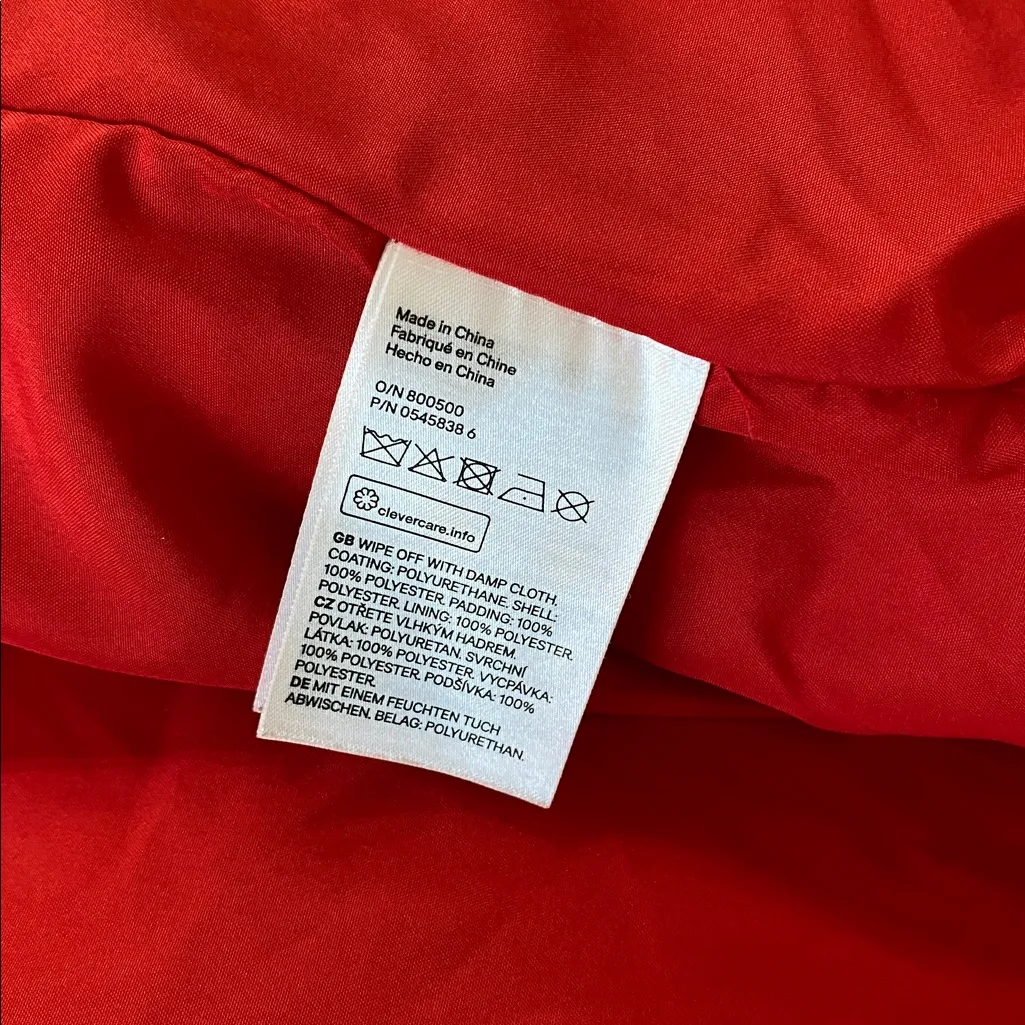 Made in China
Fabriqué en Chine
Hecho en China
O/N 800500
P/N 0545838 6
clevercare.info
GB WIPE OFF WITH DAMP CLOTH.
COATING: POLYURETHANE. SHELL:
100% POLYESTER. PADDING: 100%
POLYESTER. LINING: 100% POLYESTER.
CZ OTŘETE VLHKÝM HADREM.
POVLAK: POLYURETAN. SVRCHNÍ
LÁTKA: 100% POLYESTER. VYCPÁVKA:
100% POLYESTER. PODŠÍVKA: 100%
POLYESTER.
DE MIT EINEM FEUCHTEN TUCH
ABWISCHEN. BELAG: POLYURETHAN.